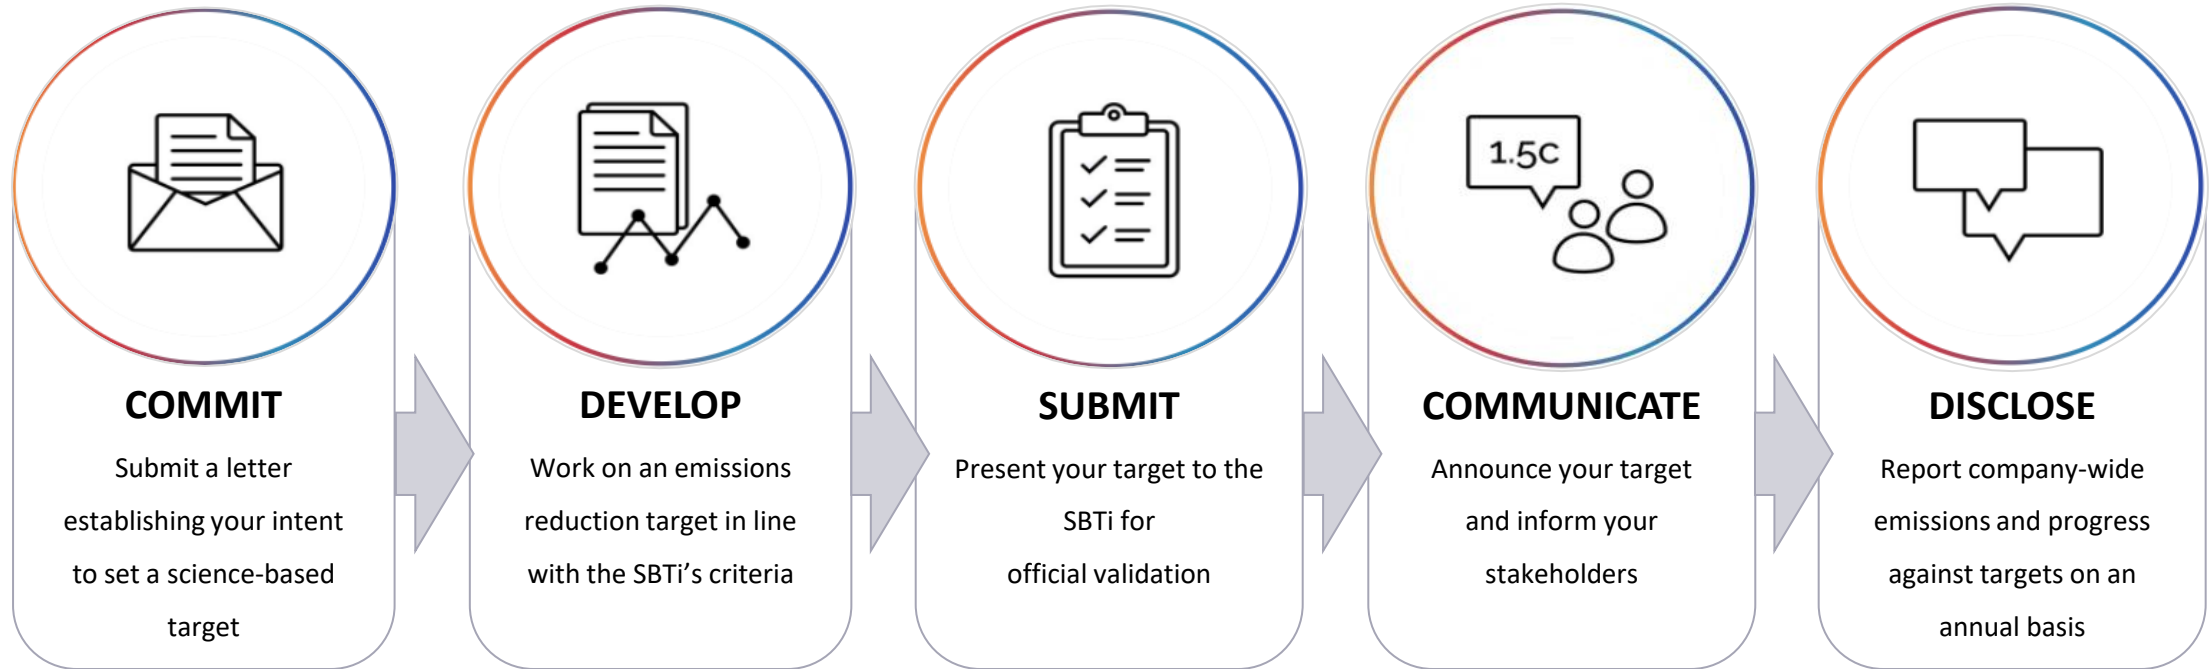 COMMIT
Submit a letter
establishing your intent
to set a science-based
target
DEVELOP
Work on an emissions
reduction target in line
with the SBTi’s criteria
SUBMIT
Present your target to the
SBTi for
official validation
1.5c
COMMUNICATE
Announce your target
and inform your
stakeholders
DISCLOSE
Report company-wide
emissions and progress
against targets on an
annual basis